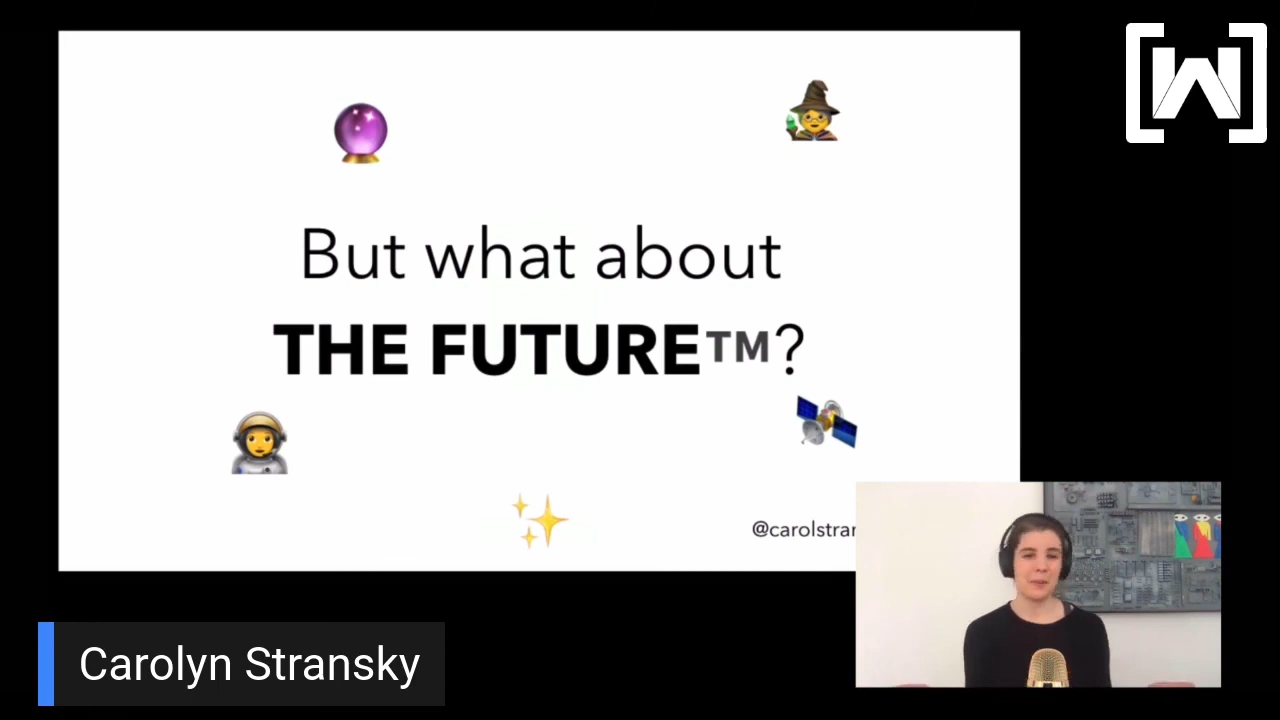 But what about
THE FUTURE™?
@carolstran
Carolyn Stransky
[W]